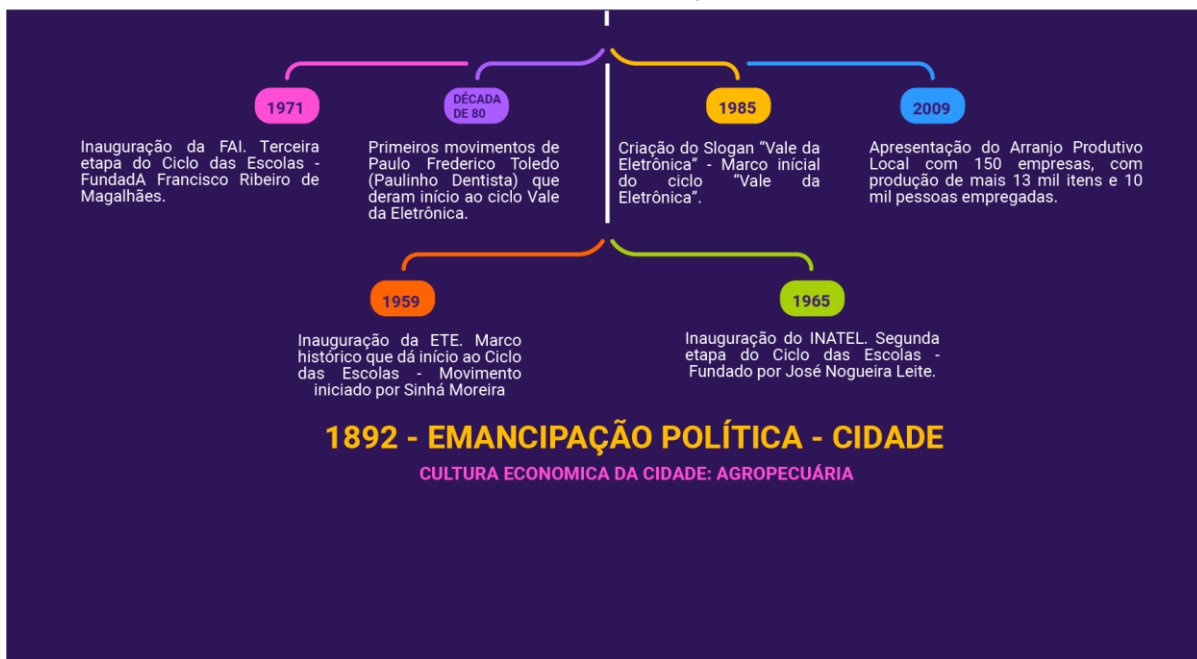 1971
Inauguração da FAI. Terceira
etapa do Ciclo das Escolas -
FundadA Francisco Ribeiro de
Magalhães.
DÉCADA
DE 80
Primeiros movimentos de
Paulo Frederico Toledo
(Paulinho Dentista) que
deram início ao ciclo Vale
da Eletrônica.
1985
Criação do Slogan “Vale da
Eletrônica” - Marco inícial
do ciclo “Vale da
Eletrônica”.
2009
Apresentação do Arranjo Produtivo
Local com 150 empresas, com
produção de mais 13 mil itens e 10
mil pessoas empregadas.
1959
Inauguração da ETE. Marco
histórico que dá início ao Ciclo
das Escolas - Movimento
iniciado por Sinhá Moreira
1965
Inauguração do INATEL. Segunda
etapa do Ciclo das Escolas -
Fundado por José Nogueira Leite.
1892 - EMANCIPAÇÃO POLÍTICA - CIDADE
CULTURA ECONOMICA DA CIDADE: AGROPECUÁRIA